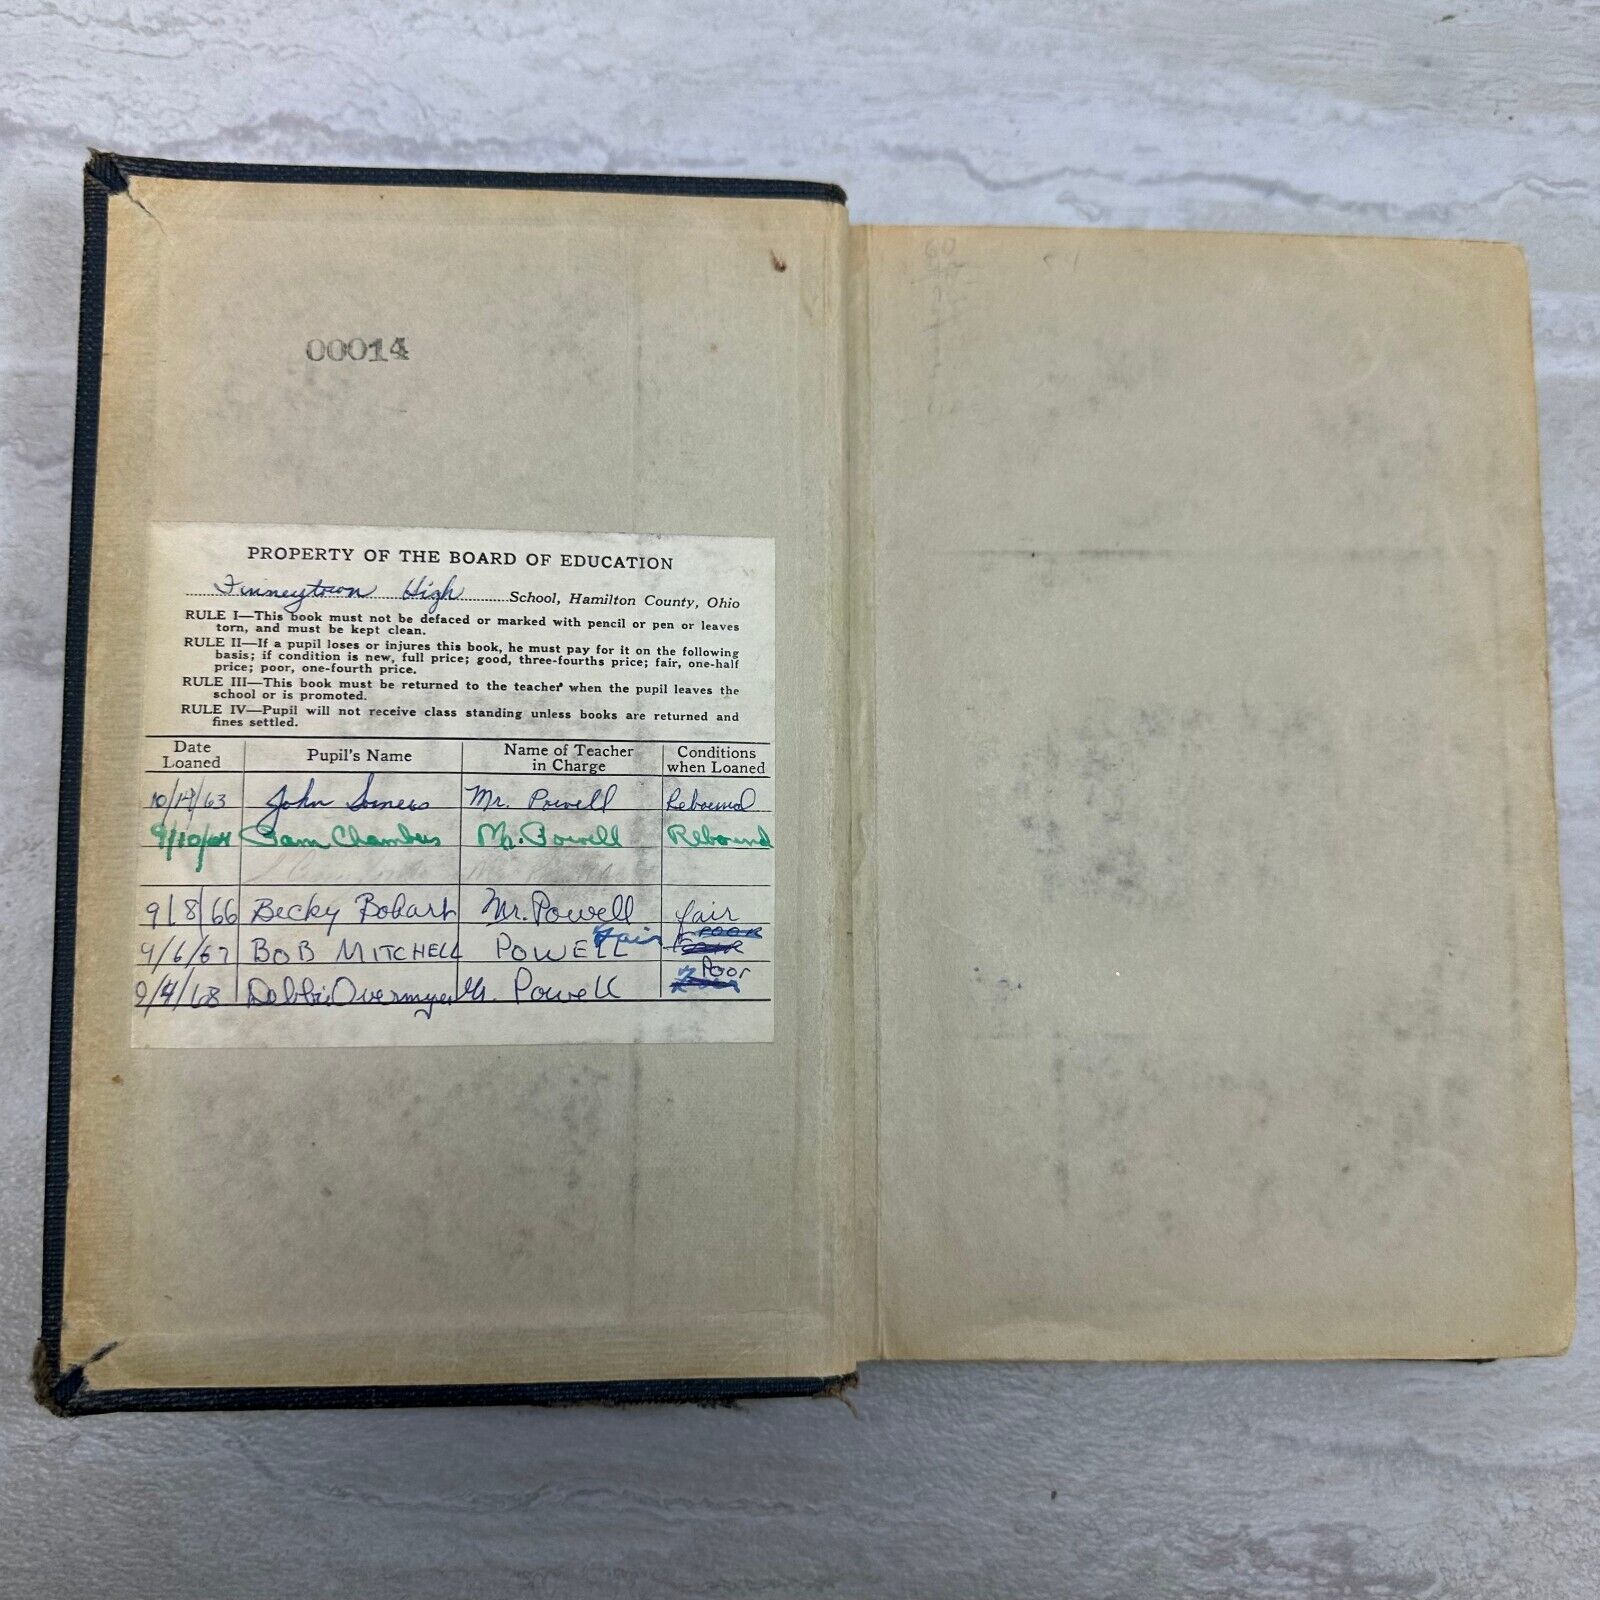 00014
60
PROPERTY OF THE BOARD OF EDUCATION
Finneytown High School, Hamilton County, Ohio
RULE I—This book must not be defaced or marked with pencil or pen or leaves
torn, and must be kept clean.
RULE II—If a pupil loses or injures this book, he must pay for it on the following
basis; if condition is new, full price; good, three-fourths price; fair, one-half
price; poor, one-fourth price.
RULE III—This book must be returned to the teacher when the pupil leaves the
school or is promoted.
RULE IV—Pupil will not receive class standing unless books are returned and
fines settled.
Date Loaned Pupil's Name Name of Teacher in Charge Conditions when Loaned
10/14/63 John Somers Mr. Powell Rebound
9/10/64 Pam Chambers Mr. Powell Rebound
9/8/66 Becky Bohart Mr. Powell fair
9/6/67 BOB MITCHELL POWELL Fair POOR
9/4/68 Debbie Overmyer Mr. Powell Poor